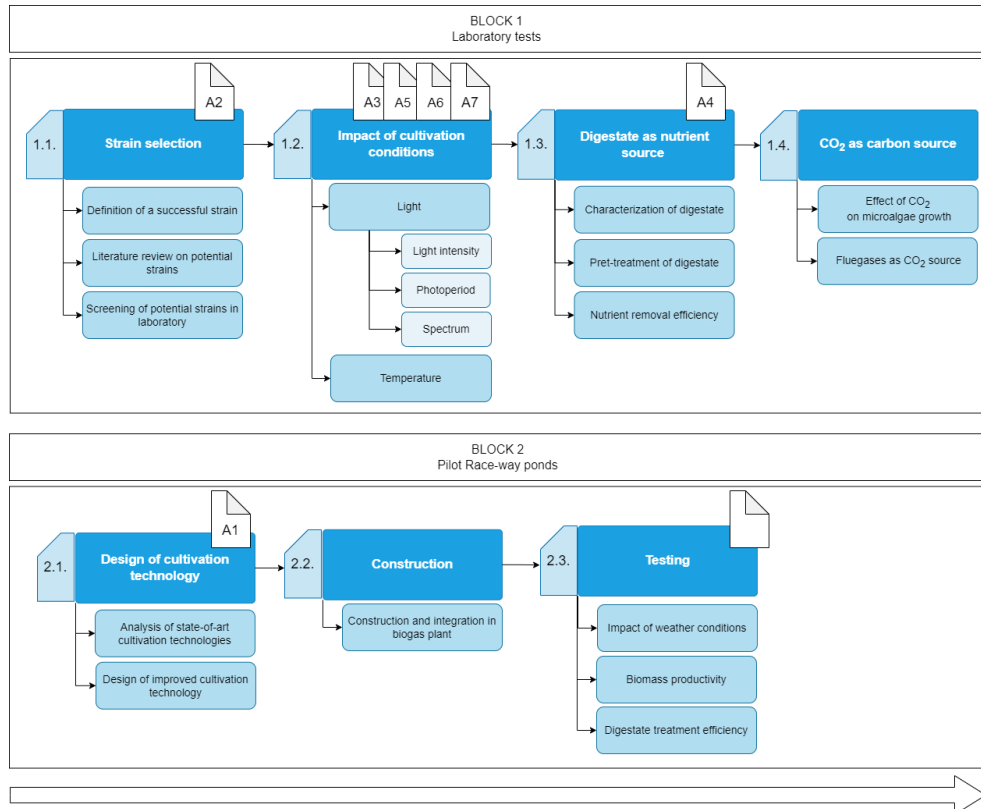 BLOCK 1
Laboratory tests
A2
A3
A5
A6
A7
A4
1.1.
Strain selection
1.2.
Impact of cultivation
conditions
1.3.
Digestate as nutrient
source
1.4.
CO₂ as carbon source
Definition of a successful strain
Literature review on potential
strains
Screening of potential strains in
laboratory
Light
Light intensity
Photoperiod
Spectrum
Temperature
Characterization of digestate
Pret-treatment of digestate
Nutrient removal efficiency
Effect of CO₂
on microalgae growth
Fluegases as CO₂ source
BLOCK 2
Pilot Race-way ponds
A1
2.1.
Design of cultivation
technology
2.2.
Construction
2.3.
Testing
Analysis of state-of-art
cultivation technologies
Design of improved cultivation
technology
Construction and integration in
biogas plant
Impact of weather conditions
Biomass productivity
Digestate treatment efficiency